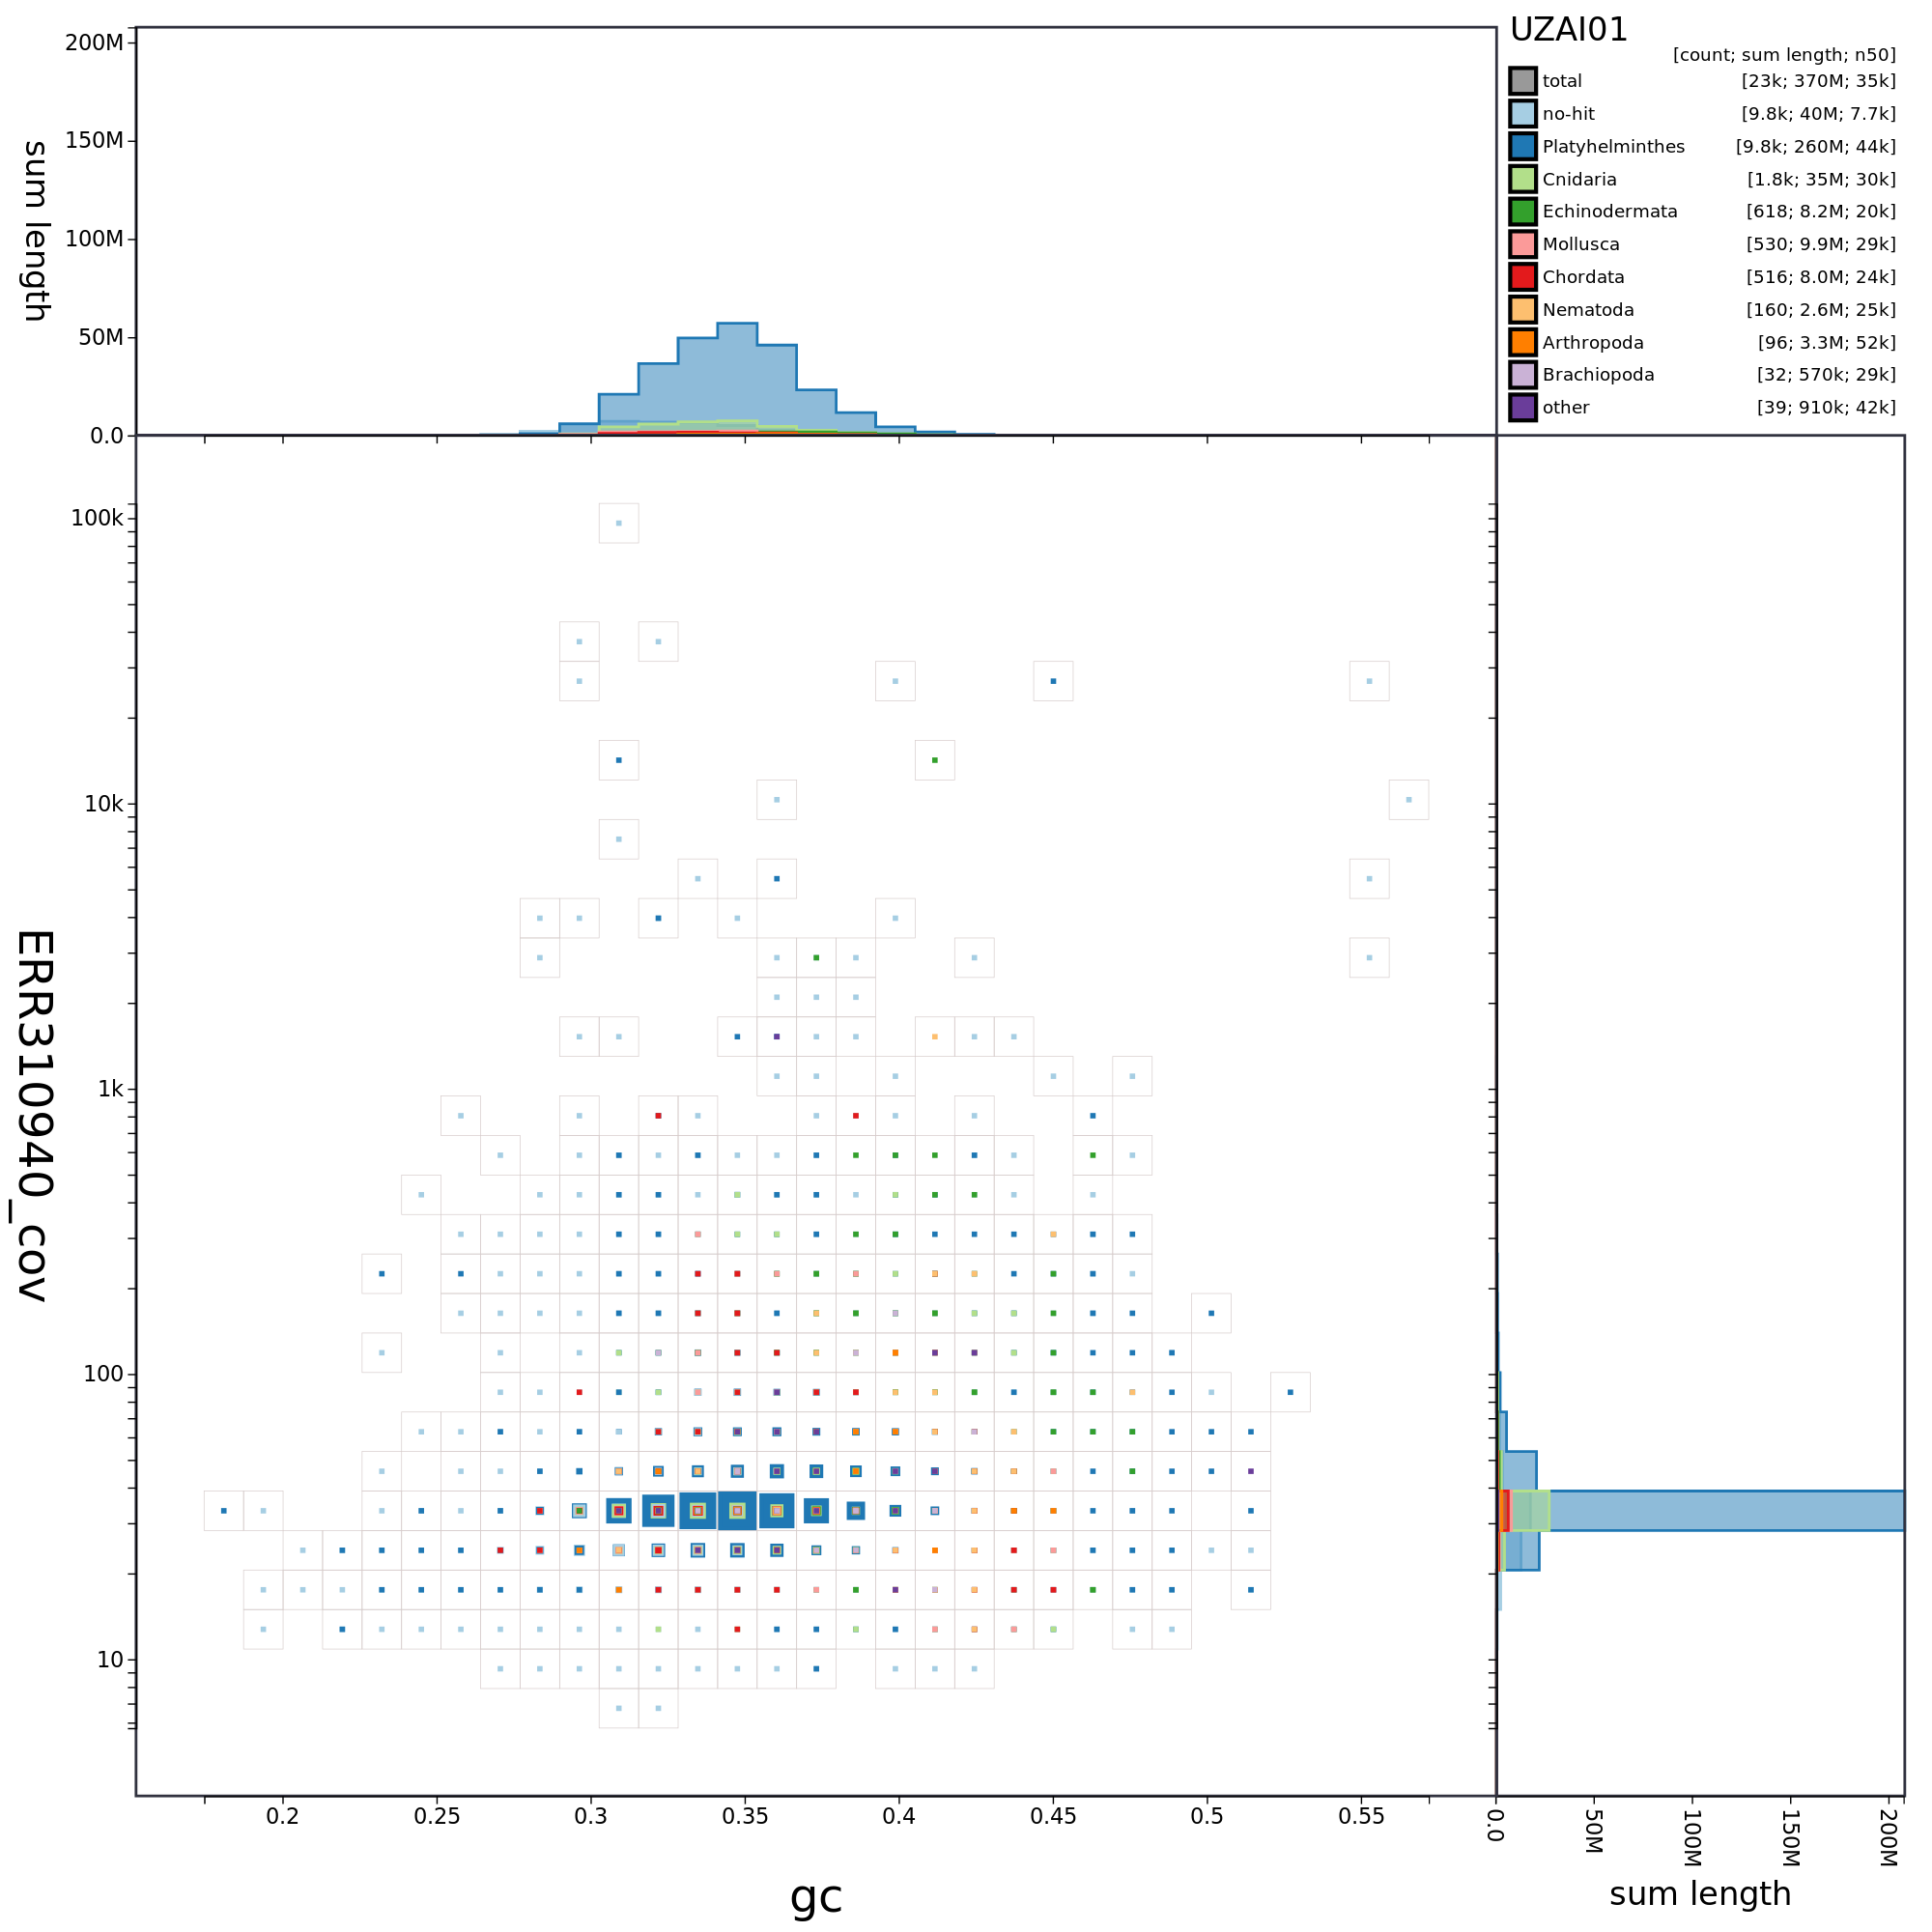 UZAI01
[count; sum length; n50]
total [23k; 370M; 35k]
no-hit [9.8k; 40M; 7.7k]
Platyhelminthes [9.8k; 260M; 44k]
Cnidaria [1.8k; 35M; 30k]
Echinodermata [618; 8.2M; 20k]
Mollusca [530; 9.9M; 29k]
Chordata [516; 8.0M; 24k]
Nematoda [160; 2.6M; 25k]
Arthropoda [96; 3.3M; 52k]
Brachiopoda [32; 570k; 29k]
other [39; 910k; 42k]
sum length
200M
150M
100M
50M
0.0
ERR310940_cov
100k
10k
1k
100
10
0.2 0.25 0.3 0.35 0.4 0.45 0.5 0.55
gc
0.0 50M 100M 150M 200M
sum length